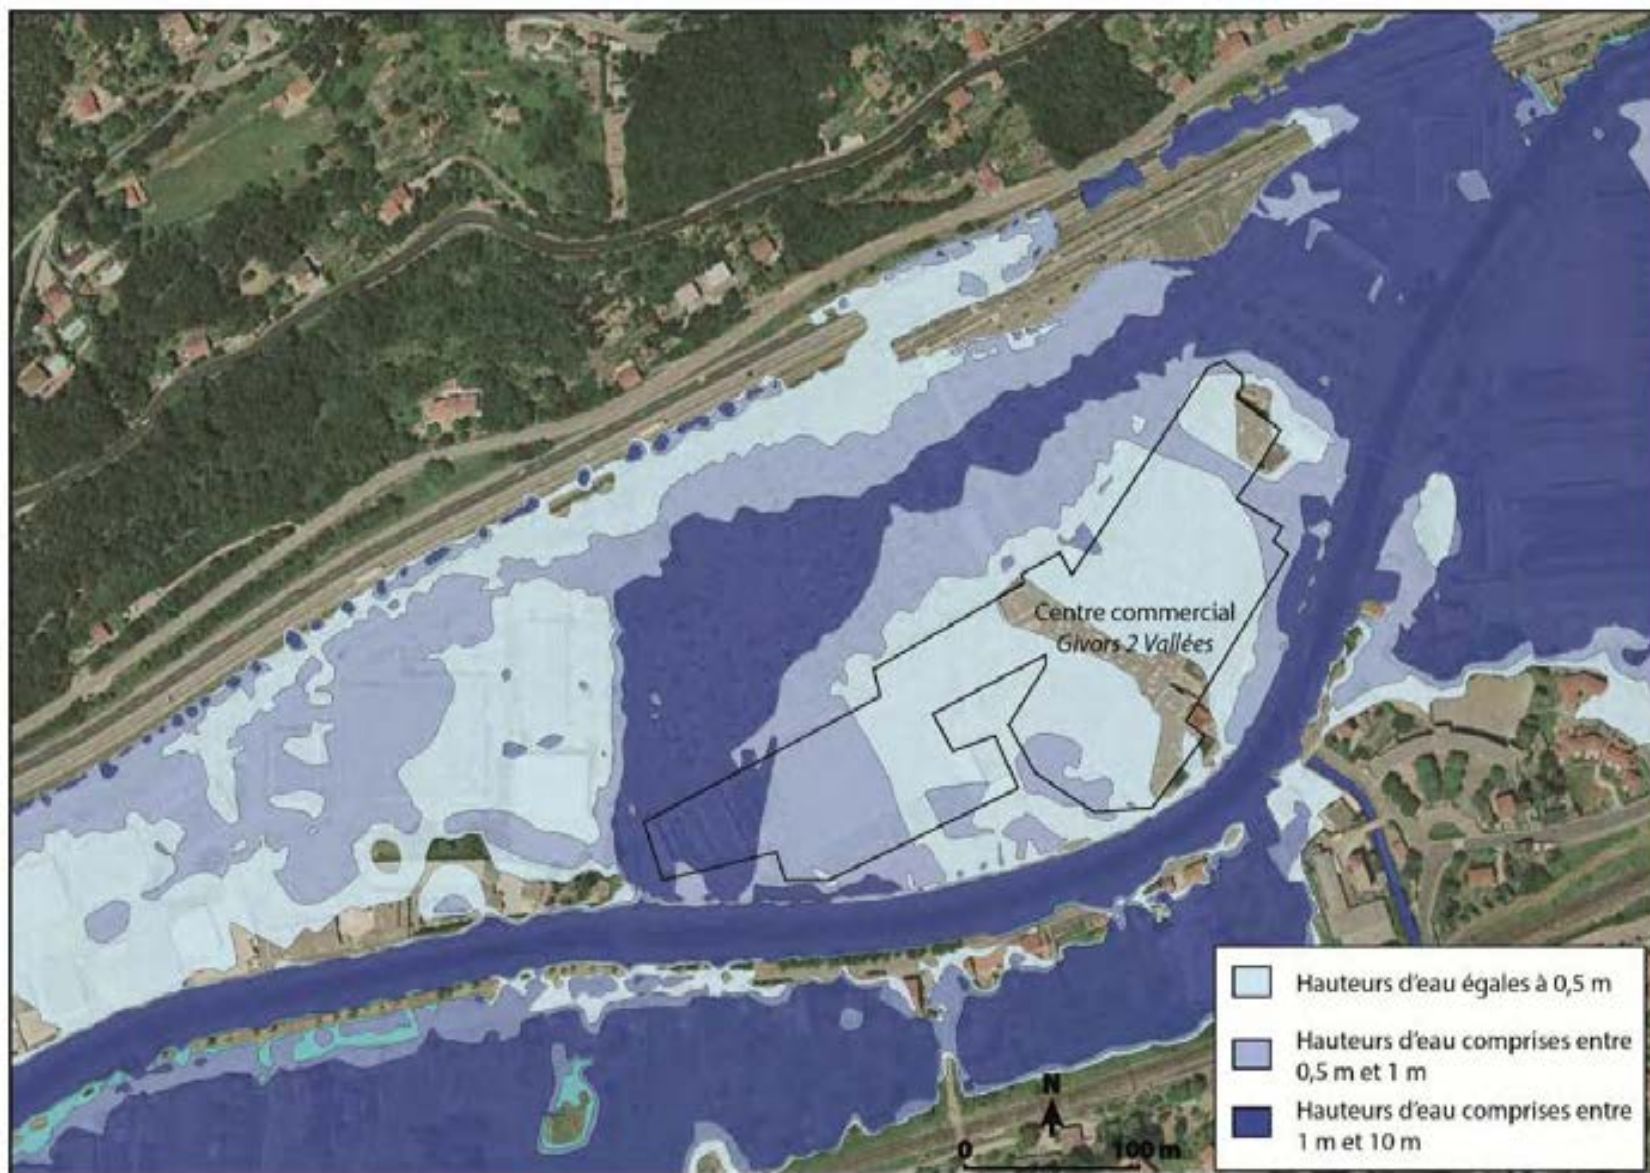 Centre commercial
Givors 2 Vallées
Hauteurs d'eau égales à 0,5 m
Hauteurs d'eau comprises entre
0,5 m et 1 m
Hauteurs d'eau comprises entre
1 m et 10 m
N
0 100 m